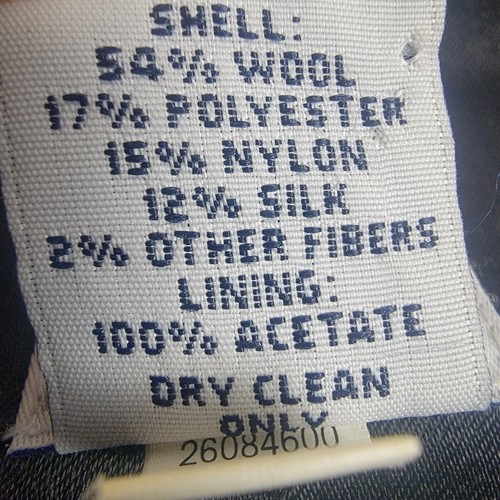 SHELL:
54% WOOL
17% POLYESTER
15% NYLON
12% SILK
2% OTHER FIBERS
LINING:
100% ACETATE
DRY CLEAN
ONLY
26084600